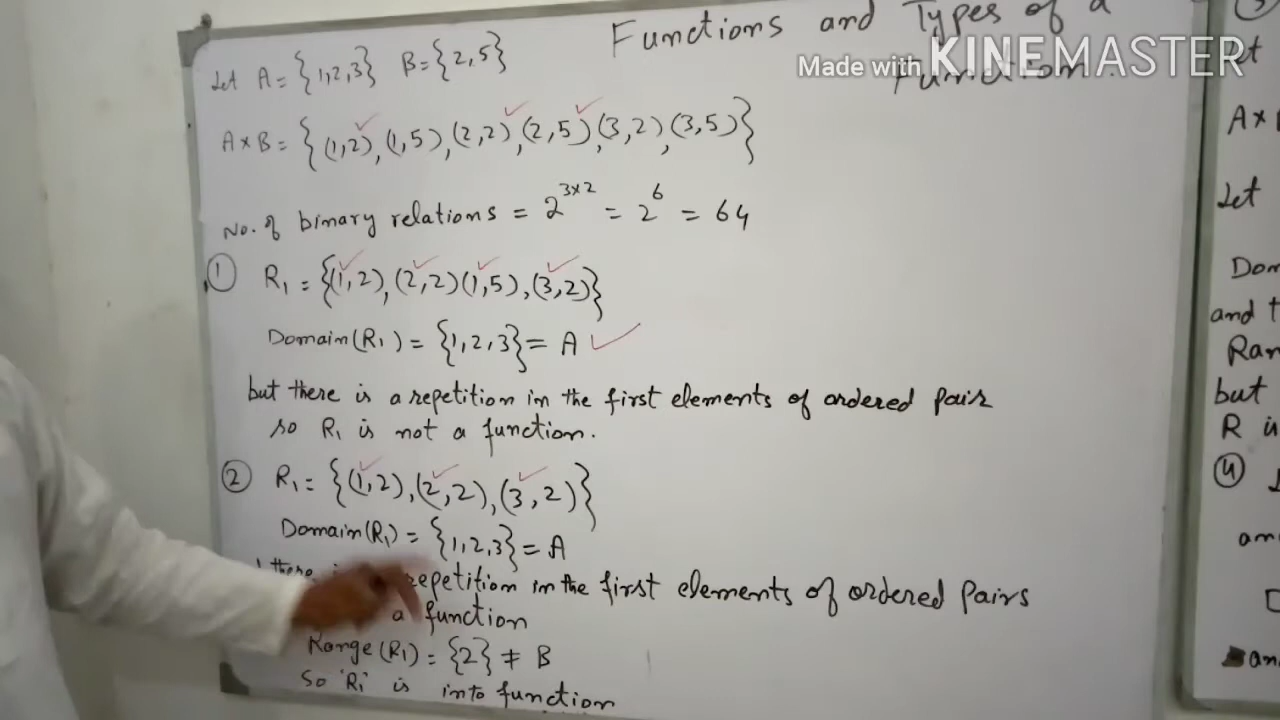 Functions and Types of a
Function.
Made with KINEMASTER
Let A = {1,2,3} B = {2,5}
A×B = {(1,2),(1,5),(2,2),(2,5),(3,2),(3,5)}
No. of binary relations = 2^3×2 = 2^6 = 64
① R₁ = {(1,2),(2,2)(1,5),(3,2)}
Domain(R₁) = {1,2,3} = A ✓
but there is a repetition in the first elements of ordered pair
so R₁ is not a function.
② R₁ = {(1,2),(2,2),(3,2)}
Domain(R₁) = {1,2,3} = A
repetition in the first elements of ordered pairs
a function
Range(R₁) = {2} ≠ B
so 'R₁' is into function
A×
Let
Dom
and t
Ran
but
R is
④
an
an